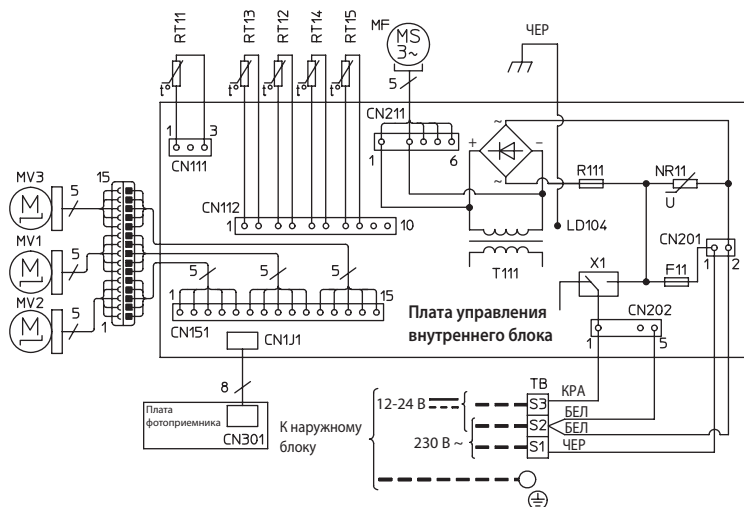 RT11
RT13
RT12
RT14
RT15
MF
MS
3~
ЧЕР
t°
t°
t°
t°
t°
5
CN211
1
3
CN111
1
6
+
~
−
~
R111
NR11
U
MV3
15
5
M
MV1
5
M
MV2
5
M
1
CN112
1
10
LD104
CN201
1
2
T111
X1
F11
5
5
5
1
15
CN151
Плата управления
внутреннего блока
CN202
1
5
CN1J1
8
Плата
фотоприемника
CN301
К наружному
блоку
12-24 В
230 В ~
TB
S3
S2
S1
КРА
БЕЛ
БЕЛ
ЧЕР